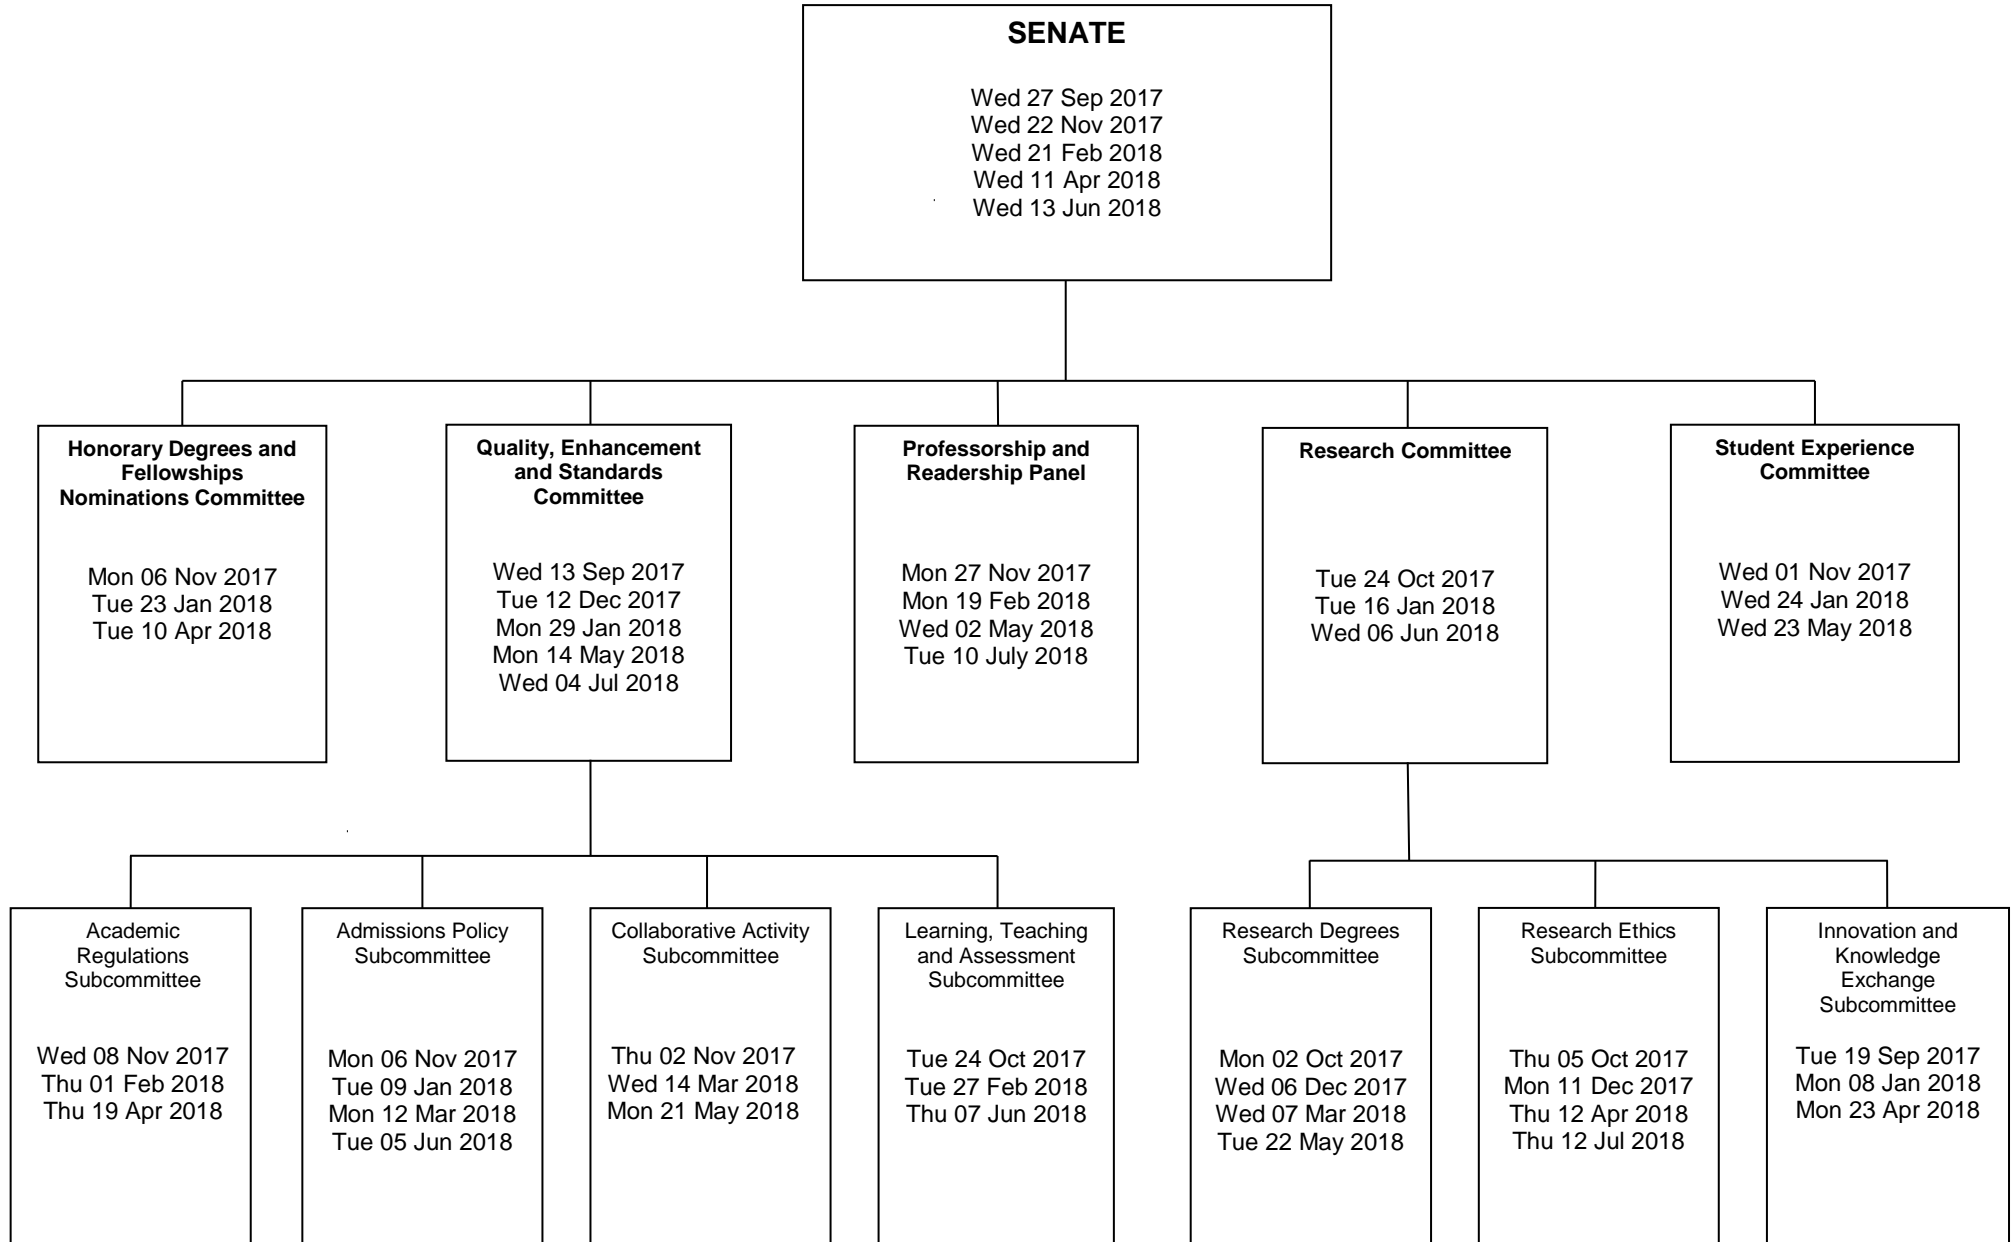 SENATE
Wed 27 Sep 2017
Wed 22 Nov 2017
Wed 21 Feb 2018
Wed 11 Apr 2018
Wed 13 Jun 2018
Honorary Degrees and
Fellowships
Nominations Committee
Mon 06 Nov 2017
Tue 23 Jan 2018
Tue 10 Apr 2018
Quality, Enhancement
and Standards
Committee
Wed 13 Sep 2017
Tue 12 Dec 2017
Mon 29 Jan 2018
Mon 14 May 2018
Wed 04 Jul 2018
Professorship and
Readership Panel
Mon 27 Nov 2017
Mon 19 Feb 2018
Wed 02 May 2018
Tue 10 July 2018
Research Committee
Tue 24 Oct 2017
Tue 16 Jan 2018
Wed 06 Jun 2018
Student Experience
Committee
Wed 01 Nov 2017
Wed 24 Jan 2018
Wed 23 May 2018
Academic
Regulations
Subcommittee
Wed 08 Nov 2017
Thu 01 Feb 2018
Thu 19 Apr 2018
Admissions Policy
Subcommittee
Mon 06 Nov 2017
Tue 09 Jan 2018
Mon 12 Mar 2018
Tue 05 Jun 2018
Collaborative Activity
Subcommittee
Thu 02 Nov 2017
Wed 14 Mar 2018
Mon 21 May 2018
Learning, Teaching
and Assessment
Subcommittee
Tue 24 Oct 2017
Tue 27 Feb 2018
Thu 07 Jun 2018
Research Degrees
Subcommittee
Mon 02 Oct 2017
Wed 06 Dec 2017
Wed 07 Mar 2018
Tue 22 May 2018
Research Ethics
Subcommittee
Thu 05 Oct 2017
Mon 11 Dec 2017
Thu 12 Apr 2018
Thu 12 Jul 2018
Innovation and
Knowledge
Exchange
Subcommittee
Tue 19 Sep 2017
Mon 08 Jan 2018
Mon 23 Apr 2018